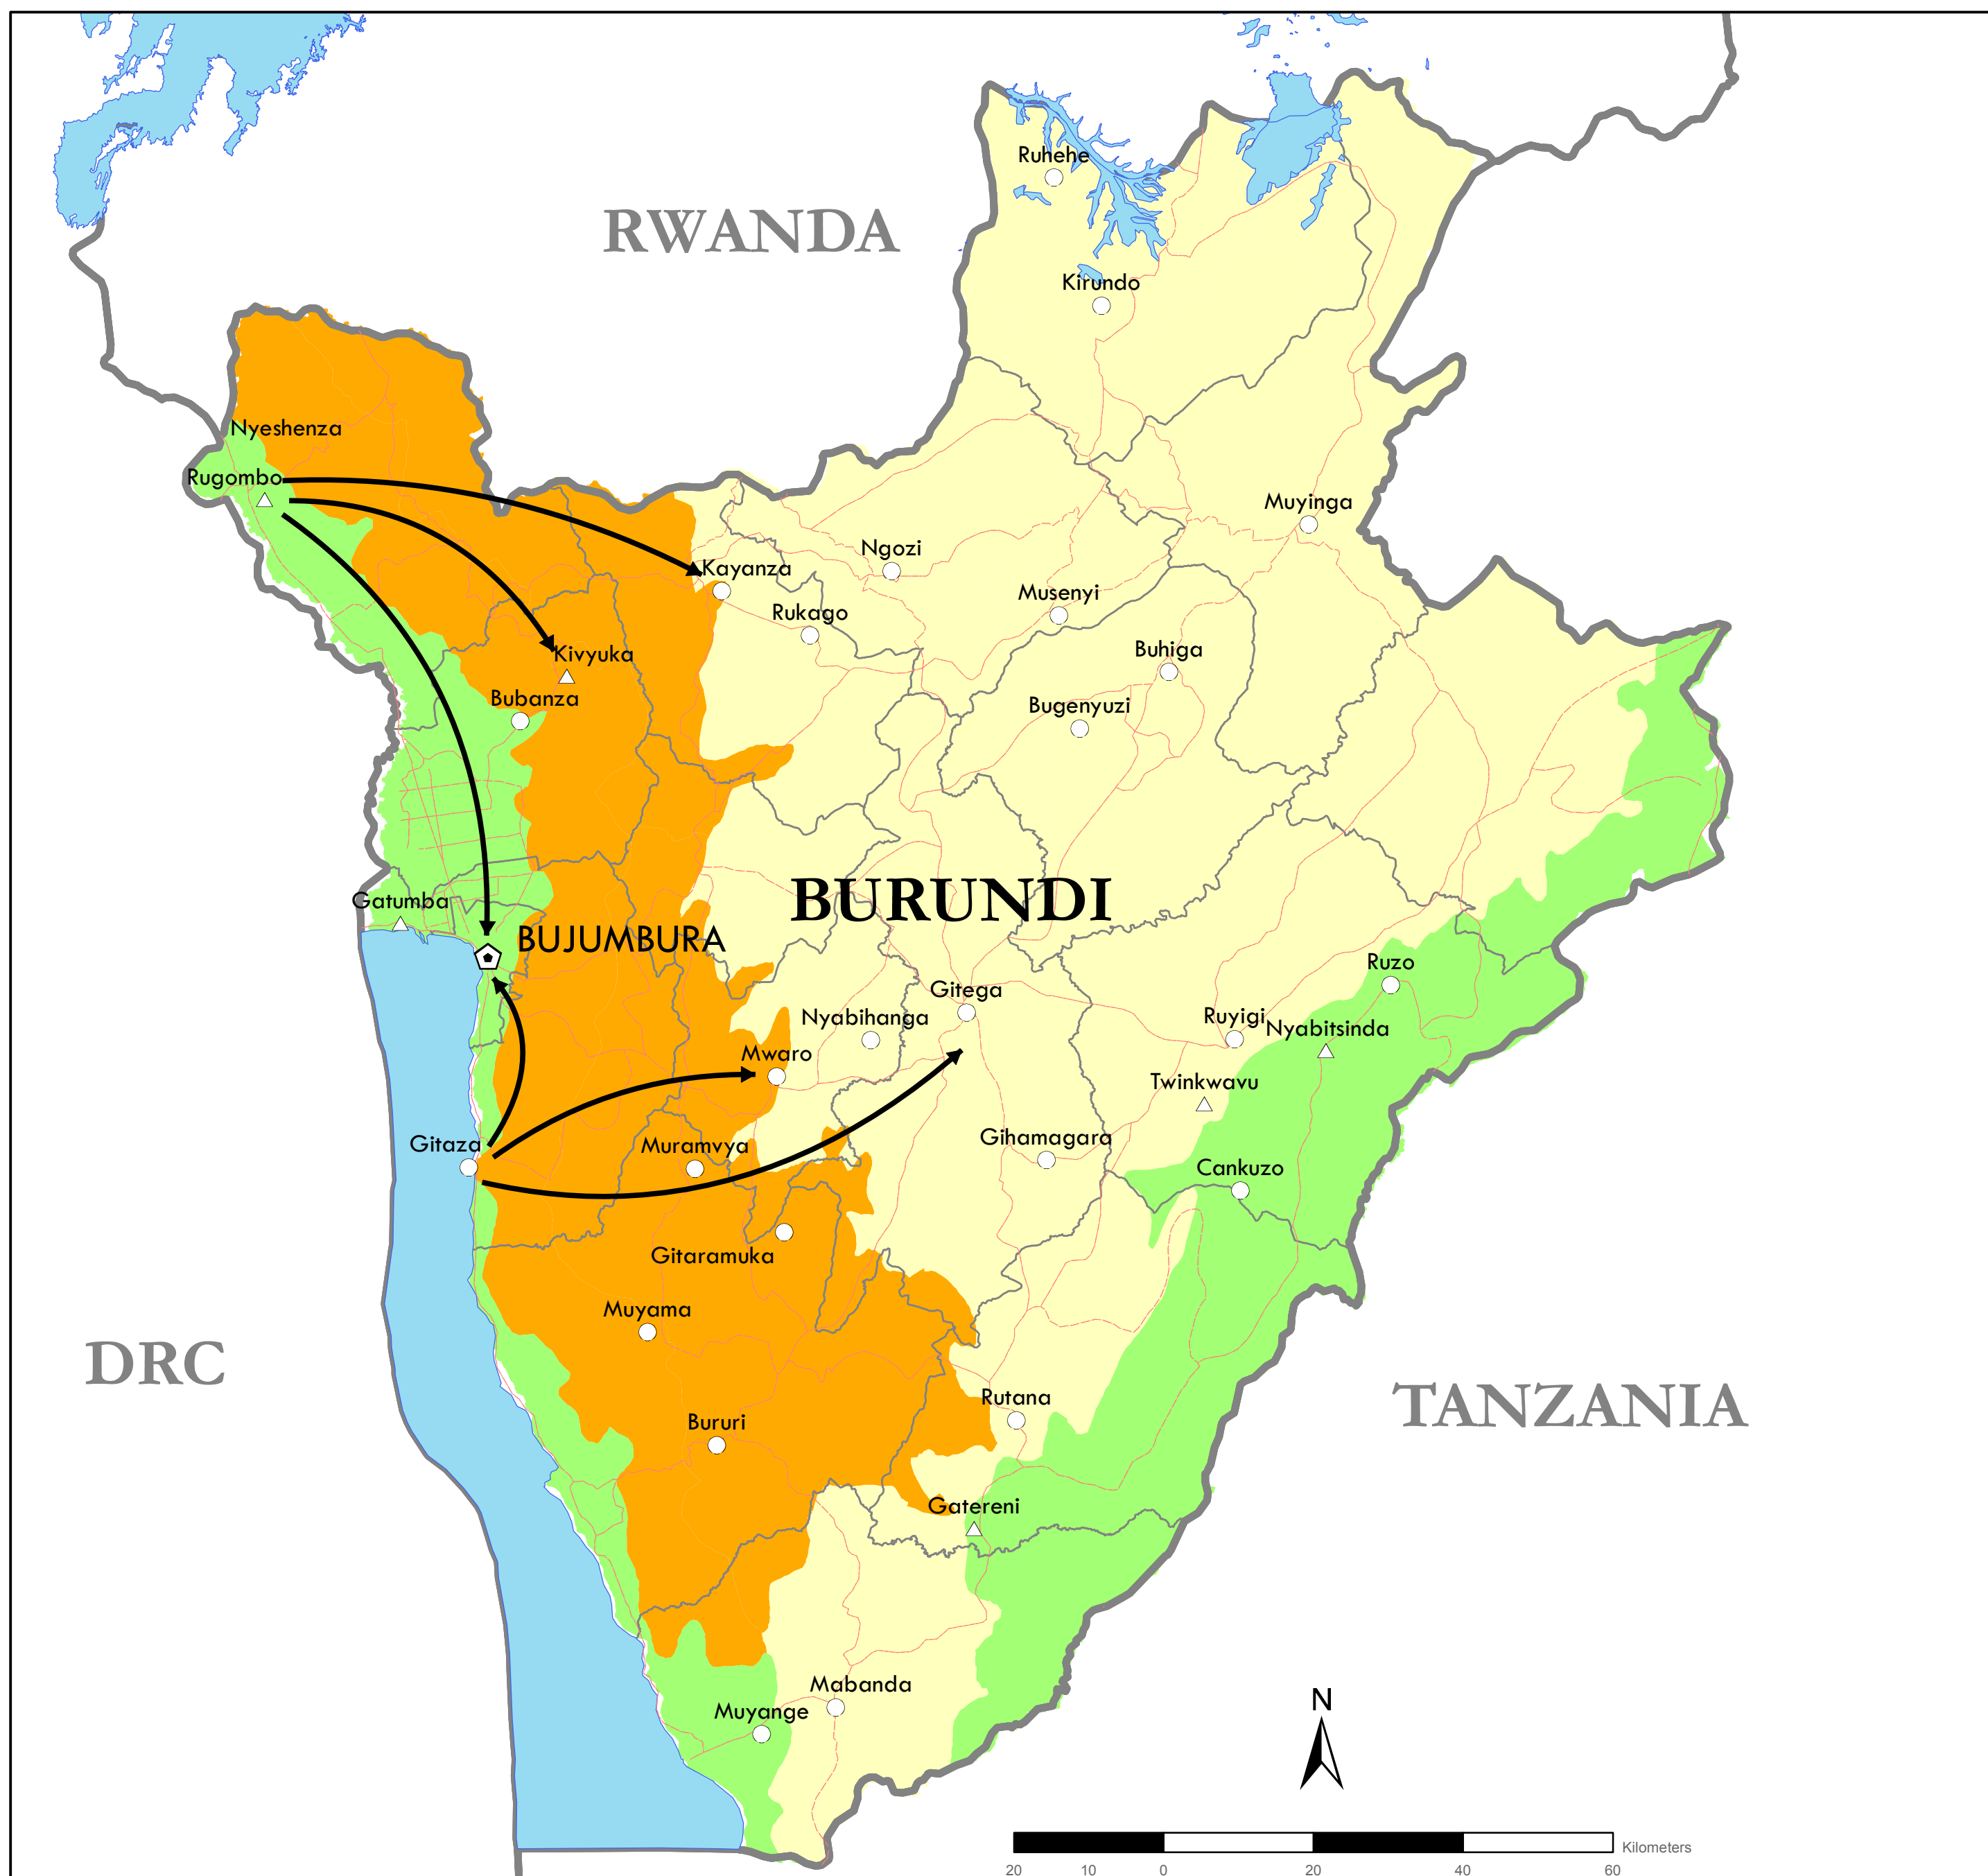 Ruhehe
RWANDA
Kirundo
Nyeshenza
Rugombo
Muyinga
Ngozi
Kayanza
Musenyi
Rukago
Kivyuka
Buhiga
Bubanza
Bugenyuzi
Gatumba
BURUNDI
BUJUMBURA
Ruzo
Gitega
Nyabihanga
Ruyigi
Nyabitsinda
Mwaro
Twinkwavu
Gitaza
Muramvya
Gihamagara
Cankuzo
Gitaramuka
Muyama
DRC
Rutana
TANZANIA
Bururi
Gatereni
Mabanda
Muyange
N
Kilometers
20 10 0 20 40 60